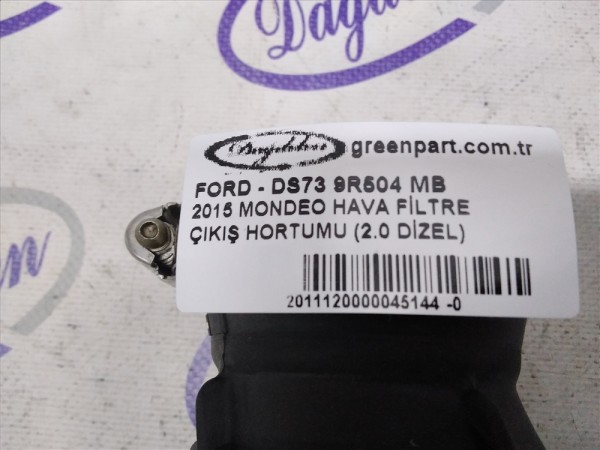 greenpart.com.tr
FORD - DS73 9R504 MB
2015 MONDEO HAVA FİLTRE
ÇIKIŞ HORTUMU (2.0 DİZEL)
2011120000045144 -0